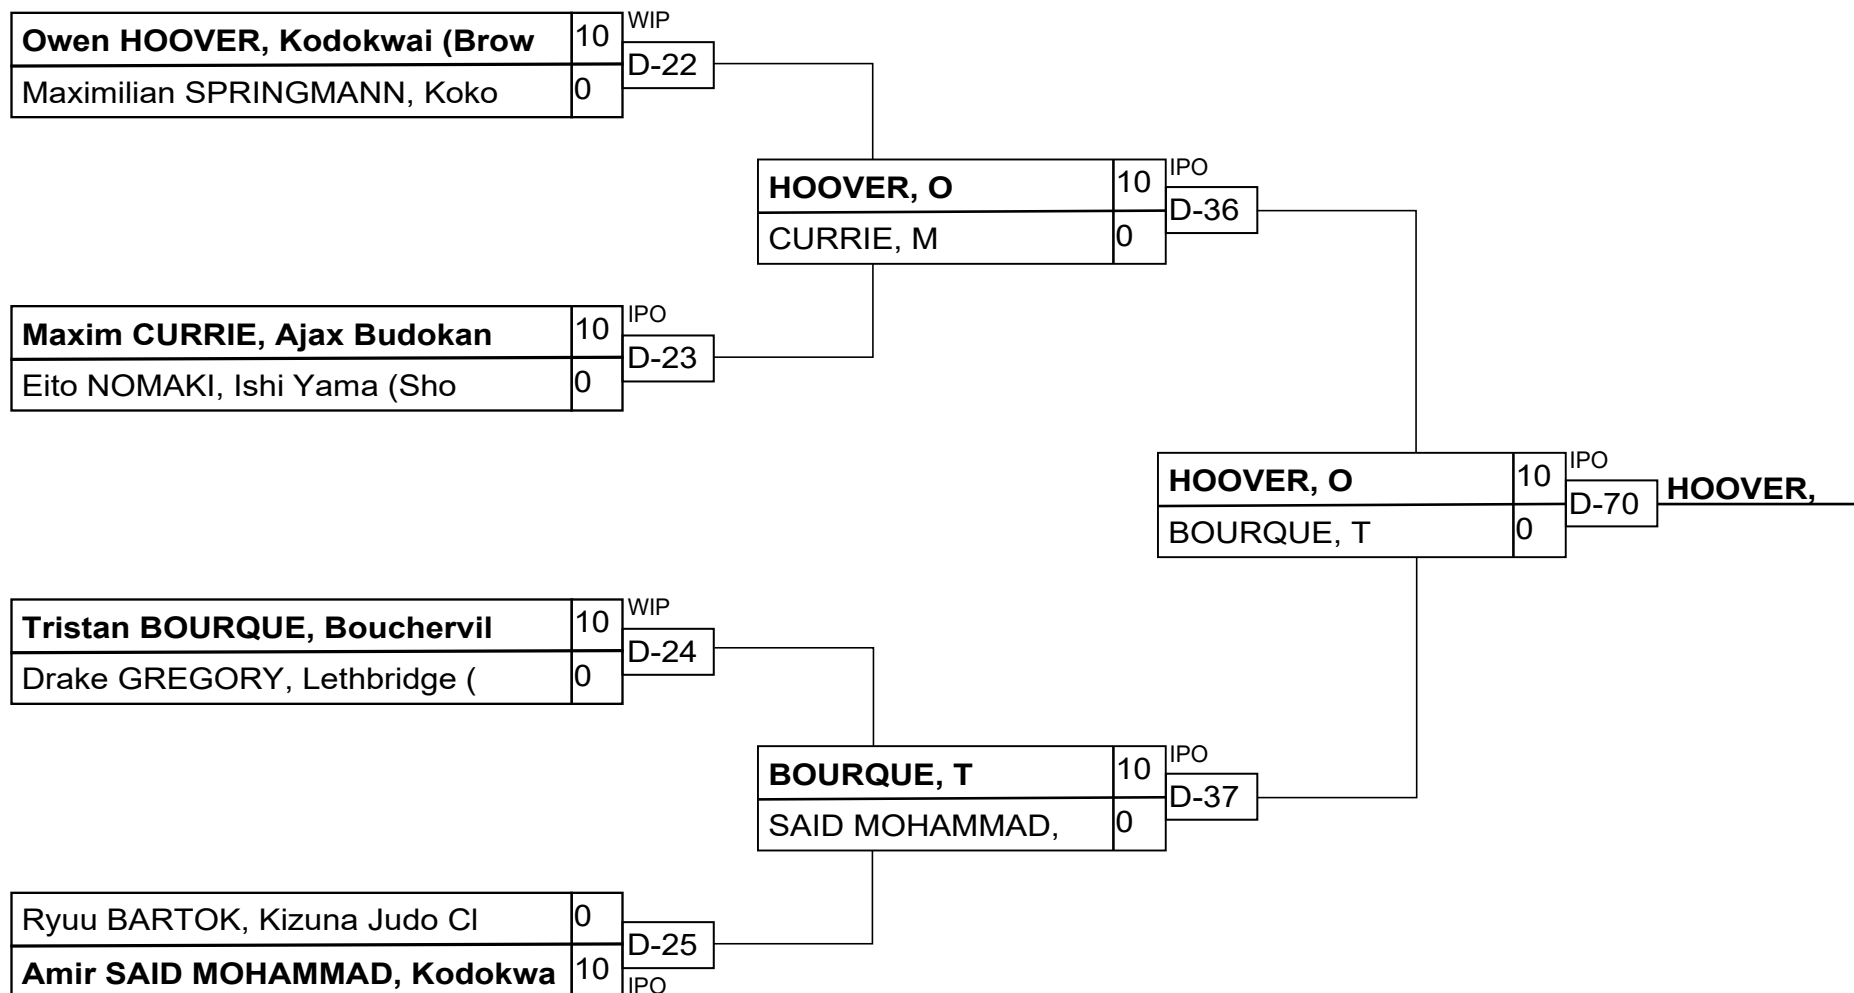 Owen HOOVER, Kodokwai (Brow 10 WIP
D-22
Maximilian SPRINGMANN, Koko 0
HOOVER, O 10 IPO
D-36
CURRIE, M 0
Maxim CURRIE, Ajax Budokan 10 IPO
D-23
Eito NOMAKI, Ishi Yama (Sho 0
HOOVER, O 10 IPO
D-70 HOOVER,
BOURQUE, T 0
Tristan BOURQUE, Bouchervil 10 WIP
D-24
Drake GREGORY, Lethbridge ( 0
BOURQUE, T 10 IPO
D-37
SAID MOHAMMAD, 0
Ryuu BARTOK, Kizuna Judo Cl 0
D-25
Amir SAID MOHAMMAD, Kodokwa 10 IPO